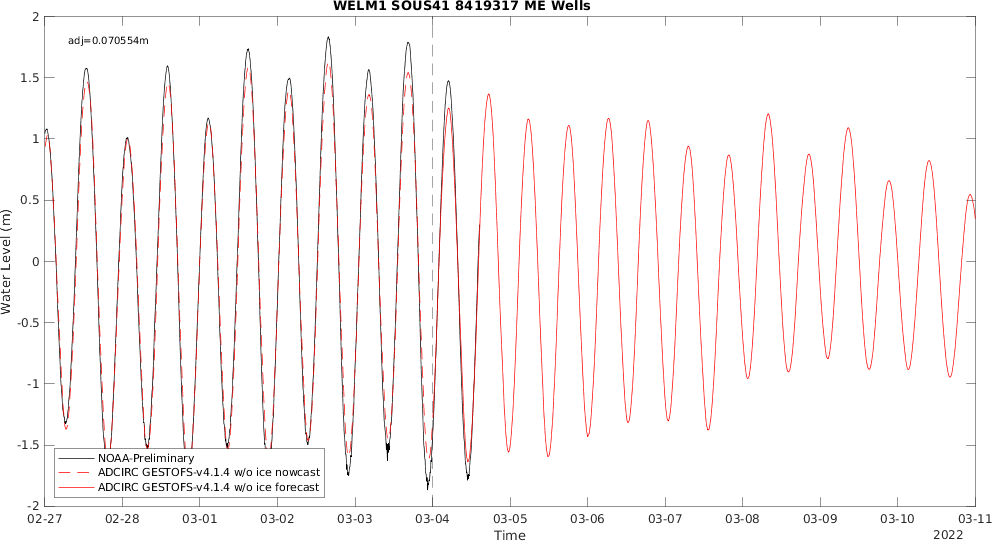 WELM1 SOUS41 8419317 ME Wells
adj=0.070554m
Water Level (m)
2
1.5
1
0.5
0
-0.5
-1
-1.5
-2
NOAA-Preliminary
ADCIRC GESTOFS-v4.1.4 w/o ice nowcast
ADCIRC GESTOFS-v4.1.4 w/o ice forecast
02-27 02-28 03-01 03-02 03-03 03-04 03-05 03-06 03-07 03-08 03-09 03-10 03-11
Time
2022